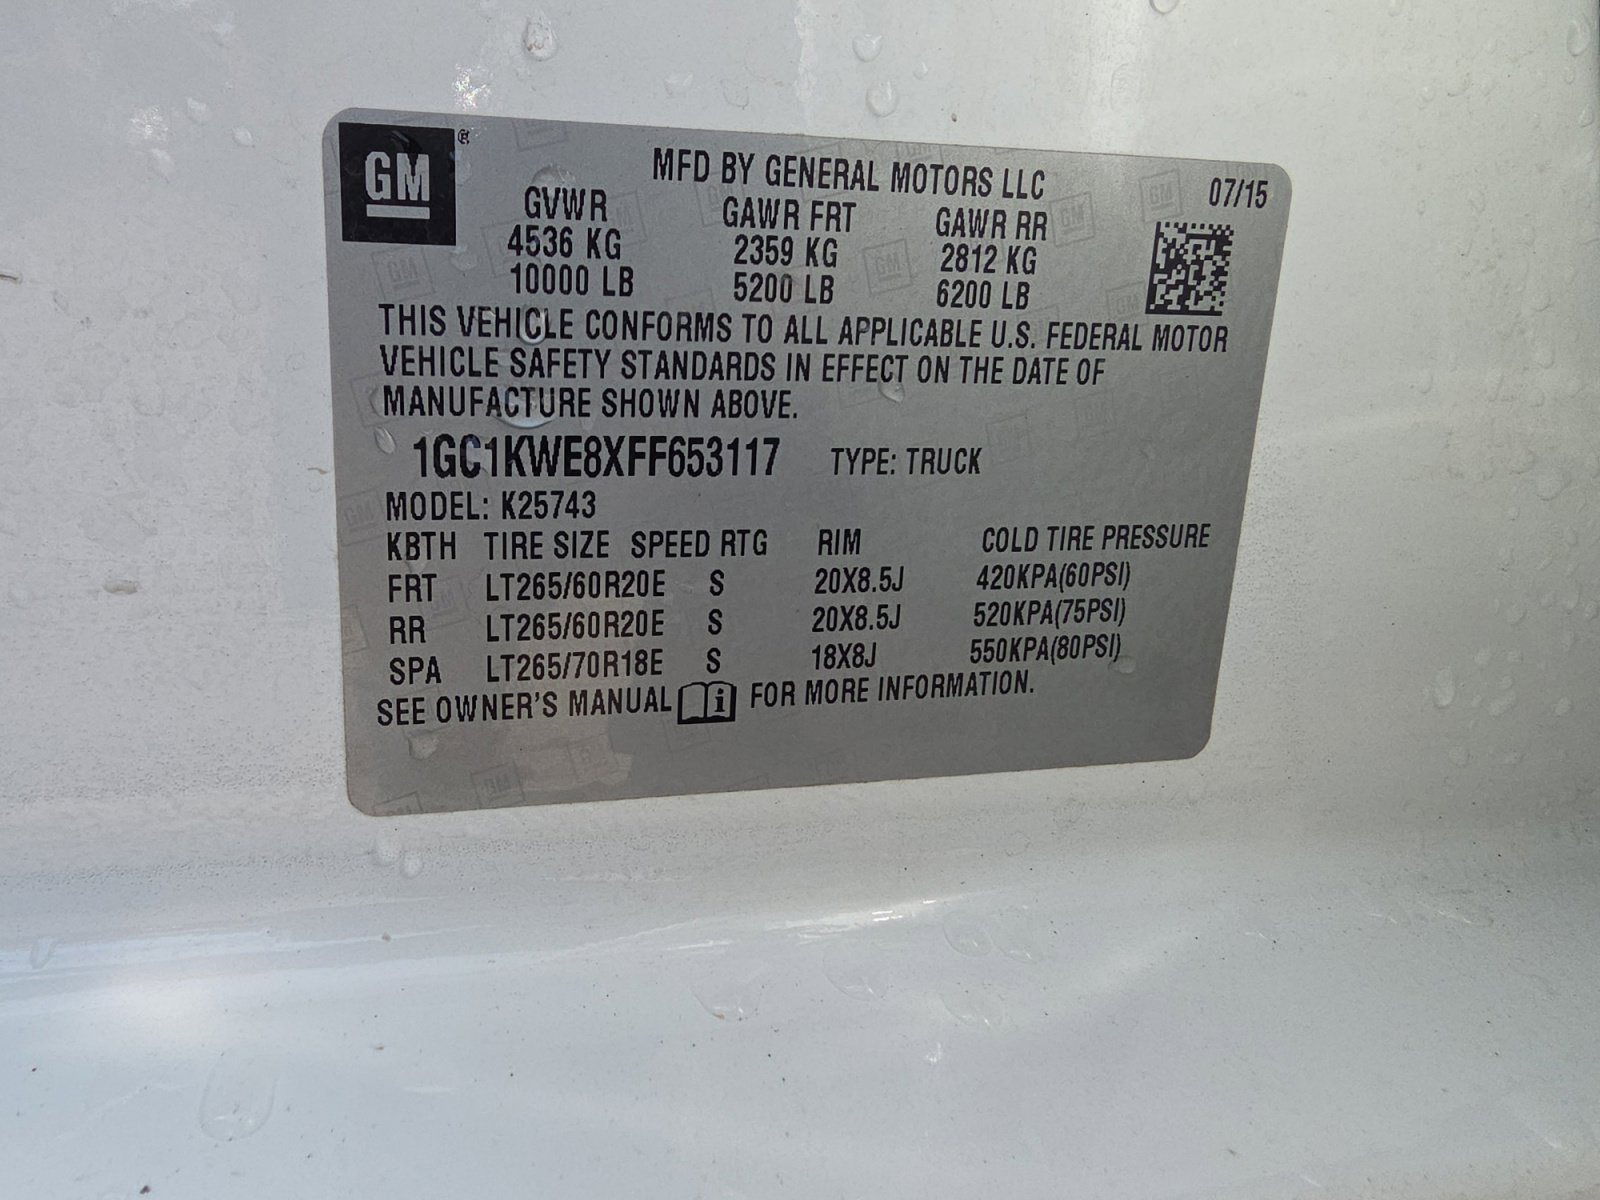 GM
MFD BY GENERAL MOTORS LLC 07/15
GVWR GAWR FRT GAWR RR
4536 KG 2359 KG 2812 KG
10000 LB 5200 LB 6200 LB
THIS VEHICLE CONFORMS TO ALL APPLICABLE U.S. FEDERAL MOTOR
VEHICLE SAFETY STANDARDS IN EFFECT ON THE DATE OF
MANUFACTURE SHOWN ABOVE.
1GC1KWE8XFF653117 TYPE: TRUCK
MODEL: K25743
KBTH TIRE SIZE SPEED RTG RIM COLD TIRE PRESSURE
FRT LT265/60R20E S 20X8.5J 420KPA(60PSI)
RR LT265/60R20E S 20X8.5J 520KPA(75PSI)
SPA LT265/70R18E S 18X8J 550KPA(80PSI)
SEE OWNER'S MANUAL i FOR MORE INFORMATION.